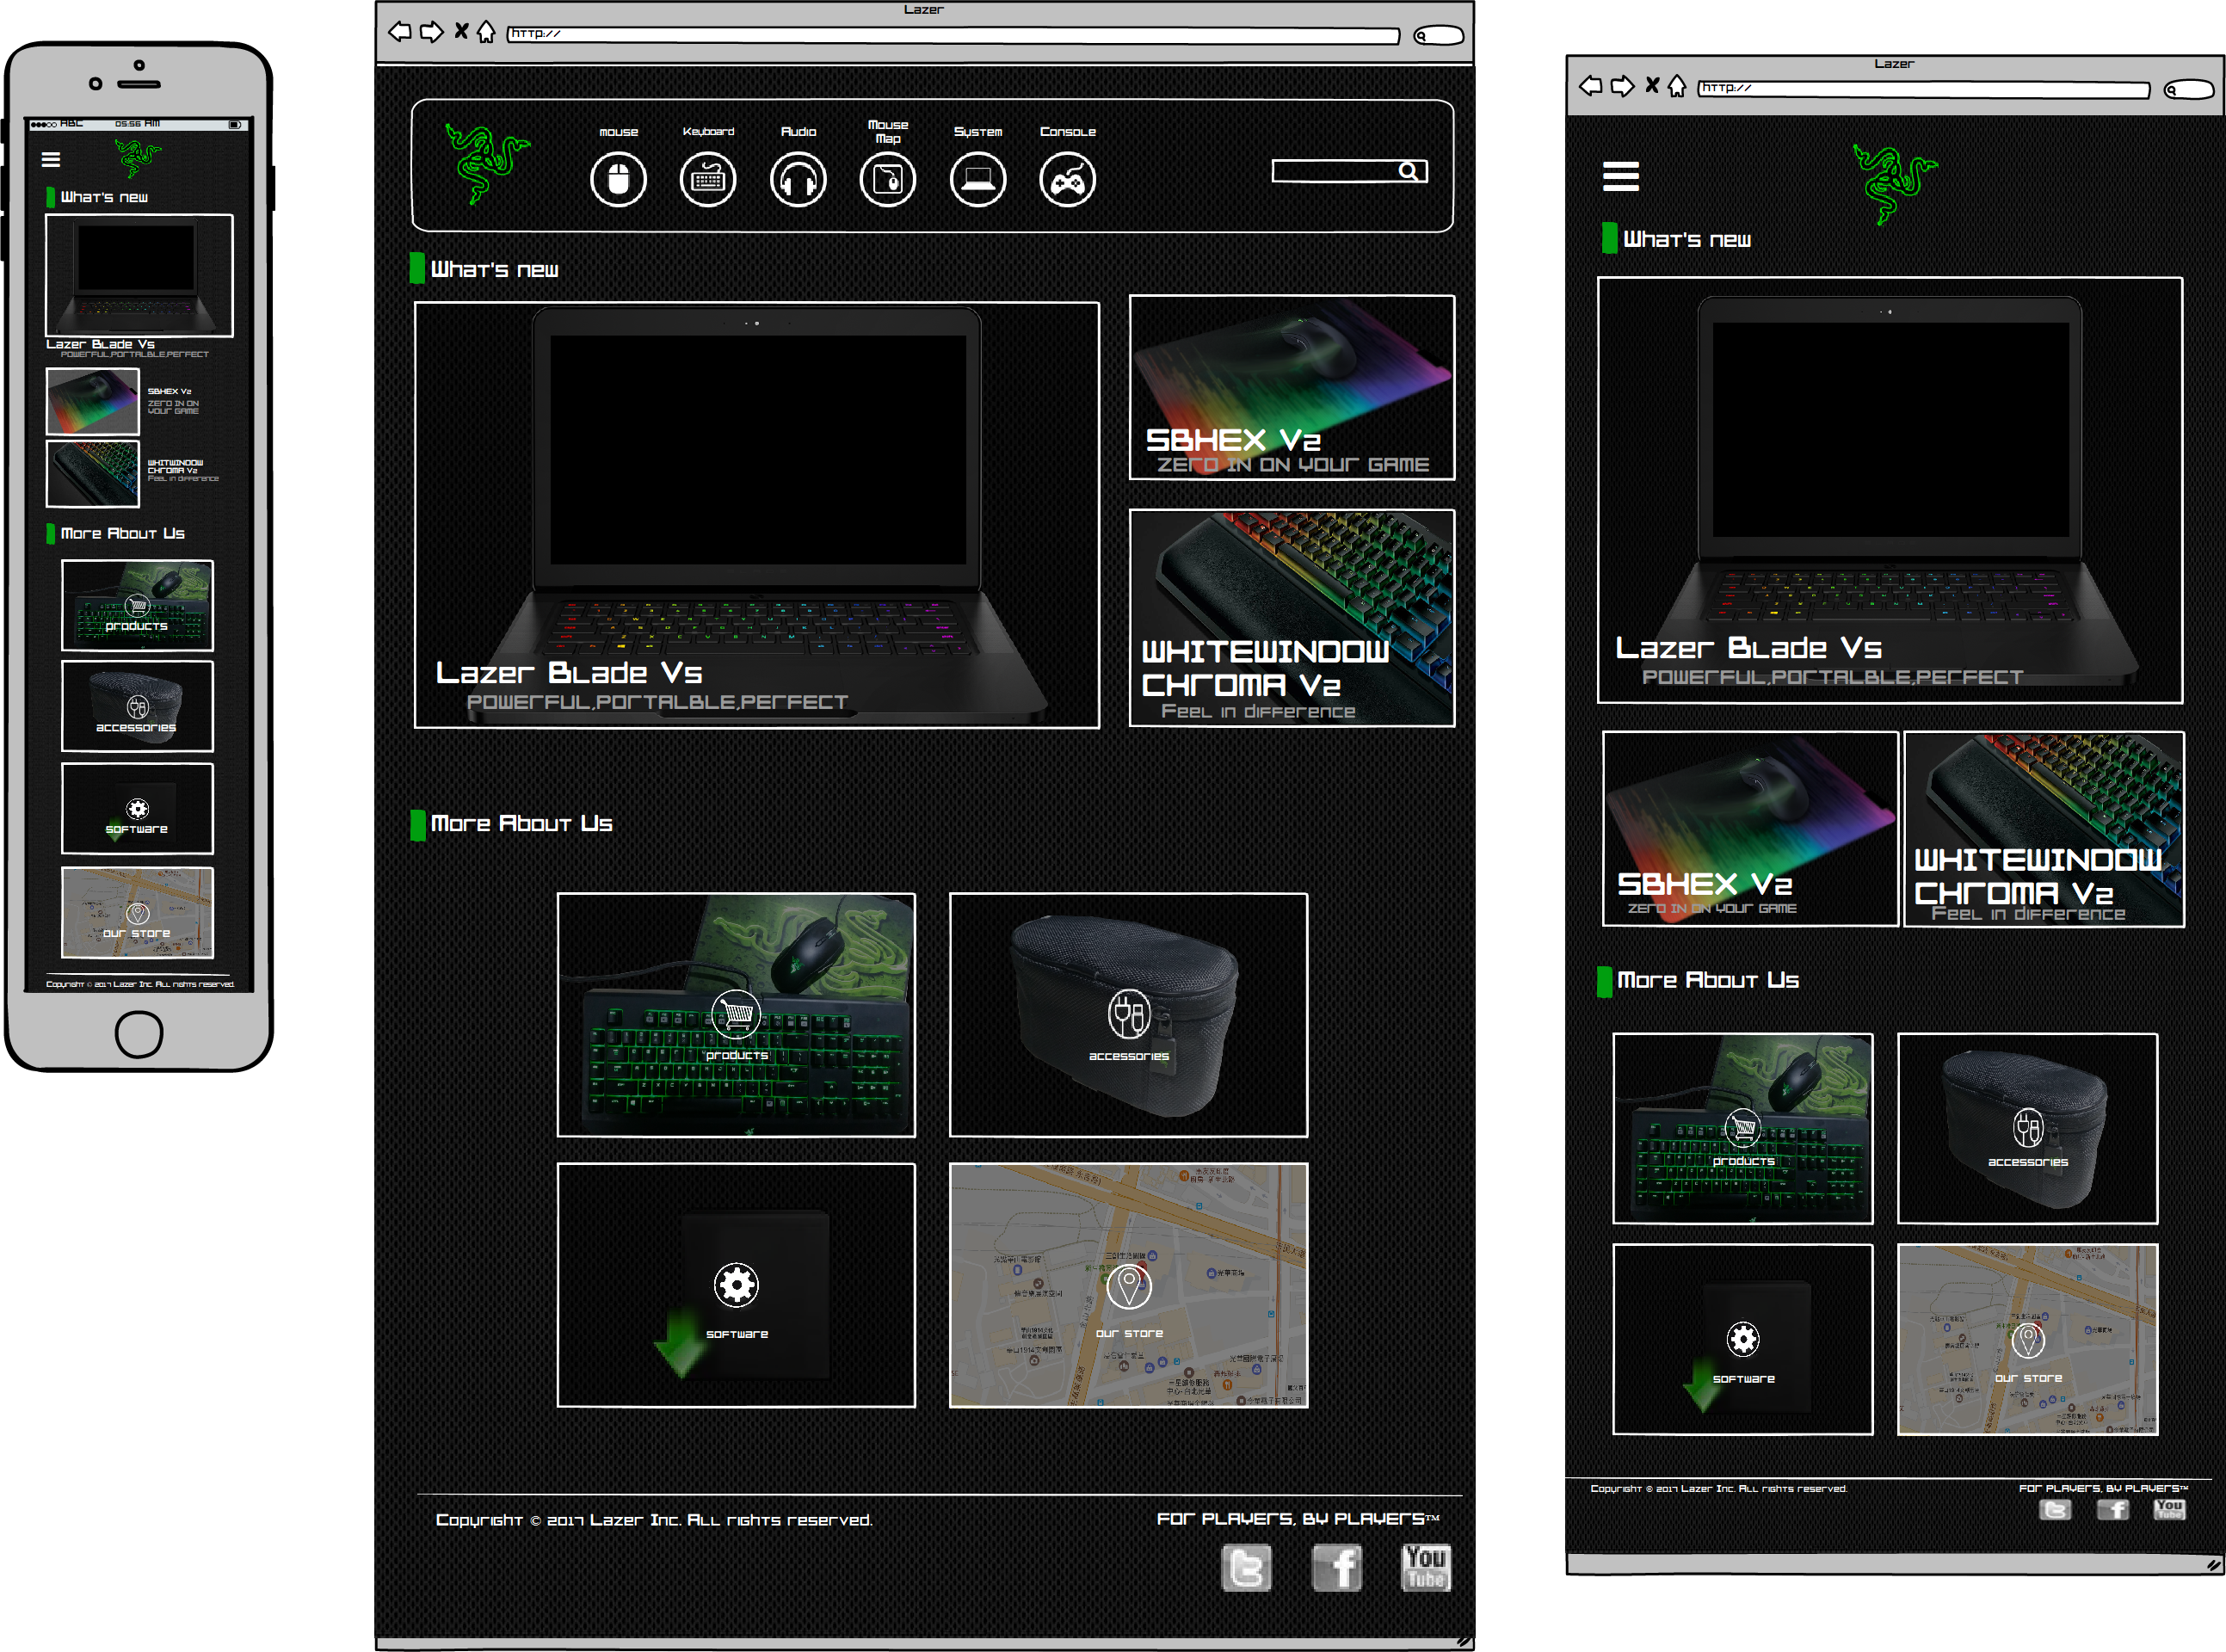 ABC 05:56 AM
What's new
Lazer Blade Vs
POWERFUL,PORTALBLE,PERFECT
SBHEX V2
ZERO IN ON
YOUR GAME
WHITWINDOW
CHROMA V2
Feel in difference
More About Us
products
accessories
software
our store
Copyright © 2017 Lazer Inc. All rights reserved.
Lazer
http://
mouse
Keyboard
Audio
Mouse
Map
System
Console
What's new
SBHEX V2
ZERO IN ON YOUR GAME
Lazer Blade Vs
POWERFUL,PORTALBLE,PERFECT
WHITEWINDOW
CHROMA V2
Feel in difference
More About Us
products
accessories
software
our store
Copyright © 2017 Lazer Inc. All rights reserved.
FOR PLAYERS, BY PLAYERS™
You
Tube
Lazer
http://
What's new
Lazer Blade Vs
POWERFUL,PORTALBLE,PERFECT
SBHEX V2
ZERO IN ON YOUR GAME
WHITEWINDOW
CHROMA V2
Feel in difference
More About Us
products
accessories
software
our store
Copyright © 2017 Lazer Inc. All rights reserved.
FOR PLAYERS, BY PLAYERS™
You
Tube